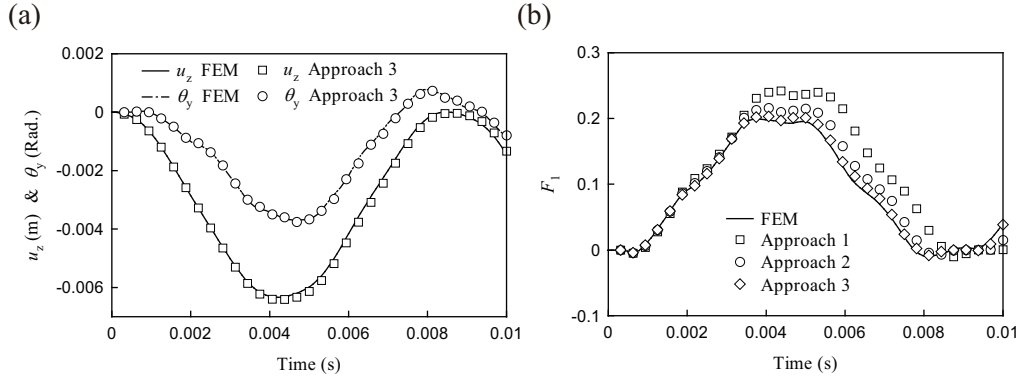 (a)
0.002
0
-0.002
-0.004
-0.006
u_z (m) & θ_y (Rad.)
u_z FEM
u_z Approach 3
θ_y FEM
θ_y Approach 3
0 0.002 0.004 0.006 0.008 0.01
Time (s)
(b)
0.3
0.2
0.1
0
-0.1
F_1
FEM
Approach 1
Approach 2
Approach 3
0 0.002 0.004 0.006 0.008 0.01
Time (s)